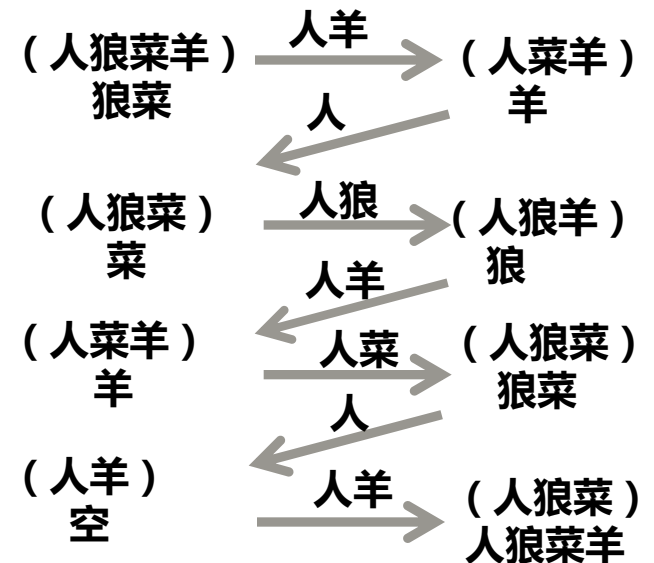 （人狼菜羊）
狼菜
人羊
（人菜羊）
羊
人
（人狼菜）
菜
人狼
（人狼羊）
狼
人羊
（人菜羊）
羊
人菜
（人狼菜）
狼菜
人
（人羊）
空
人羊
（人狼菜）
人狼菜羊